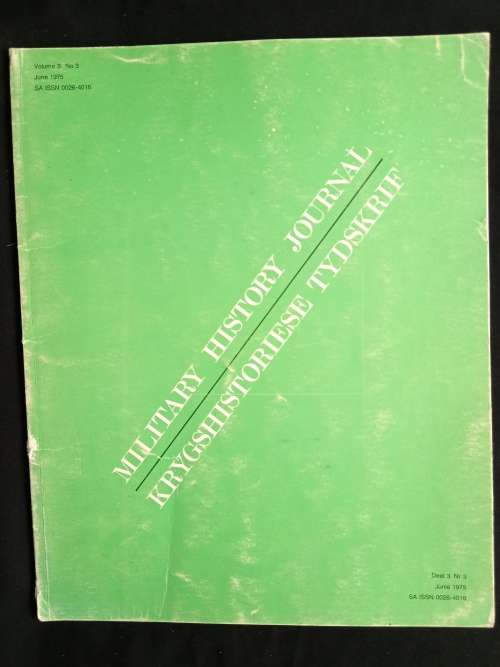 Volume 3 No 3
June 1975
SA ISSN 0026-4016
MILITARY HISTORY JOURNAL
KRYGSHISTORIESE TYDSKRIF
Deel 3 Nr 3
Junie 1975
SA ISSN 0026-4016